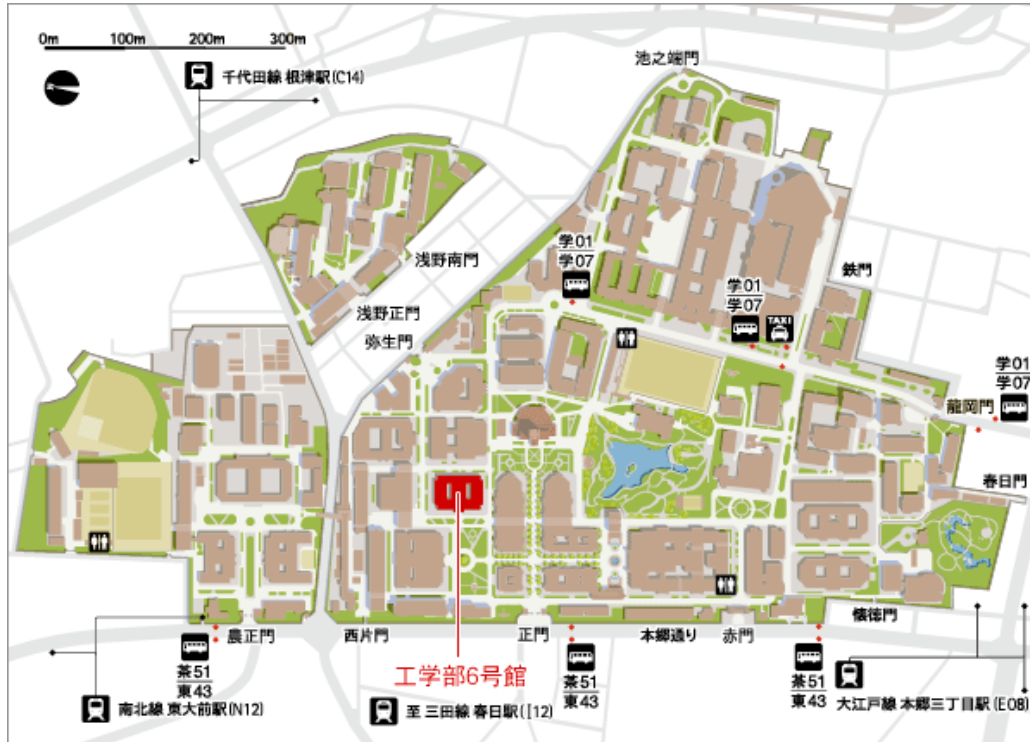 0m 100m 200m 300m
千代田線 根津駅(C14)
池之端門
学01
学07
浅野南門
学01
学07
TAXI
鉄門
浅野正門
弥生門
学01
学07
龍岡門
春日門
懐徳門
農正門
西片門
正門
本郷通り
赤門
茶51
東43
工学部6号館
茶51
東43
茶51
東43
南北線 東大前駅(N12)
至 三田線 春日駅(I12)
大江戸線 本郷三丁目駅(E08)